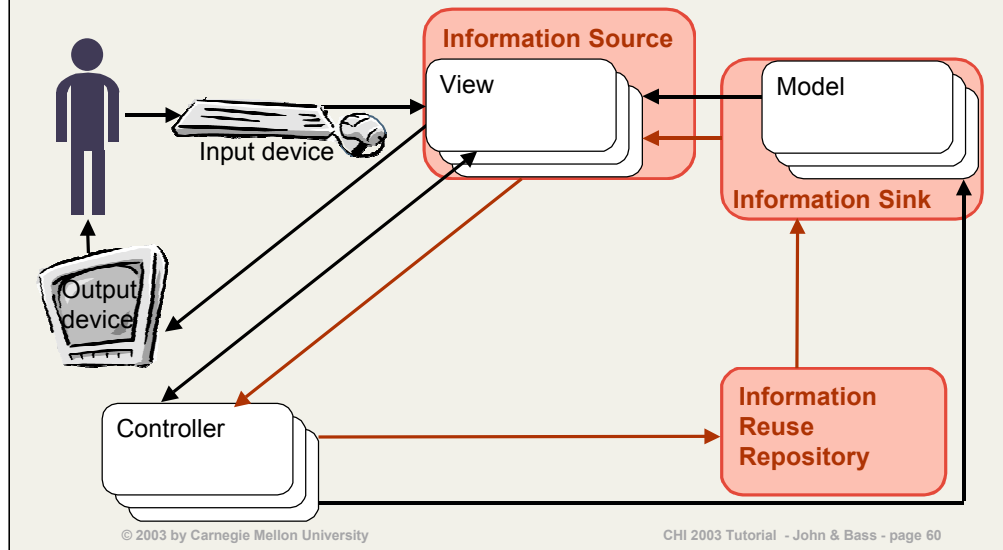 Information Source
View
Model
Input device
Information Sink
Output
device
Controller
Information
Reuse
Repository
© 2003 by Carnegie Mellon University
CHI 2003 Tutorial - John & Bass - page 60